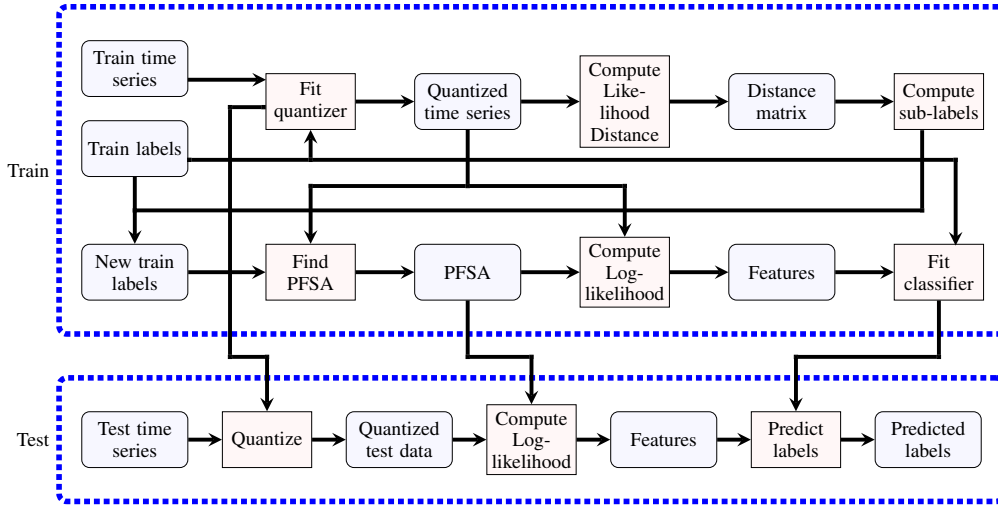 Train
Train time
series
Fit
quantizer
Quantized
time series
Compute
Like-
lihood
Distance
Distance
matrix
Compute
sub-labels
Train labels
New train
labels
Find
PFSA
PFSA
Compute
Log-
likelihood
Features
Fit
classifier
Test
Test time
series
Quantize
Quantized
test data
Compute
Log-
likelihood
Features
Predict
labels
Predicted
labels